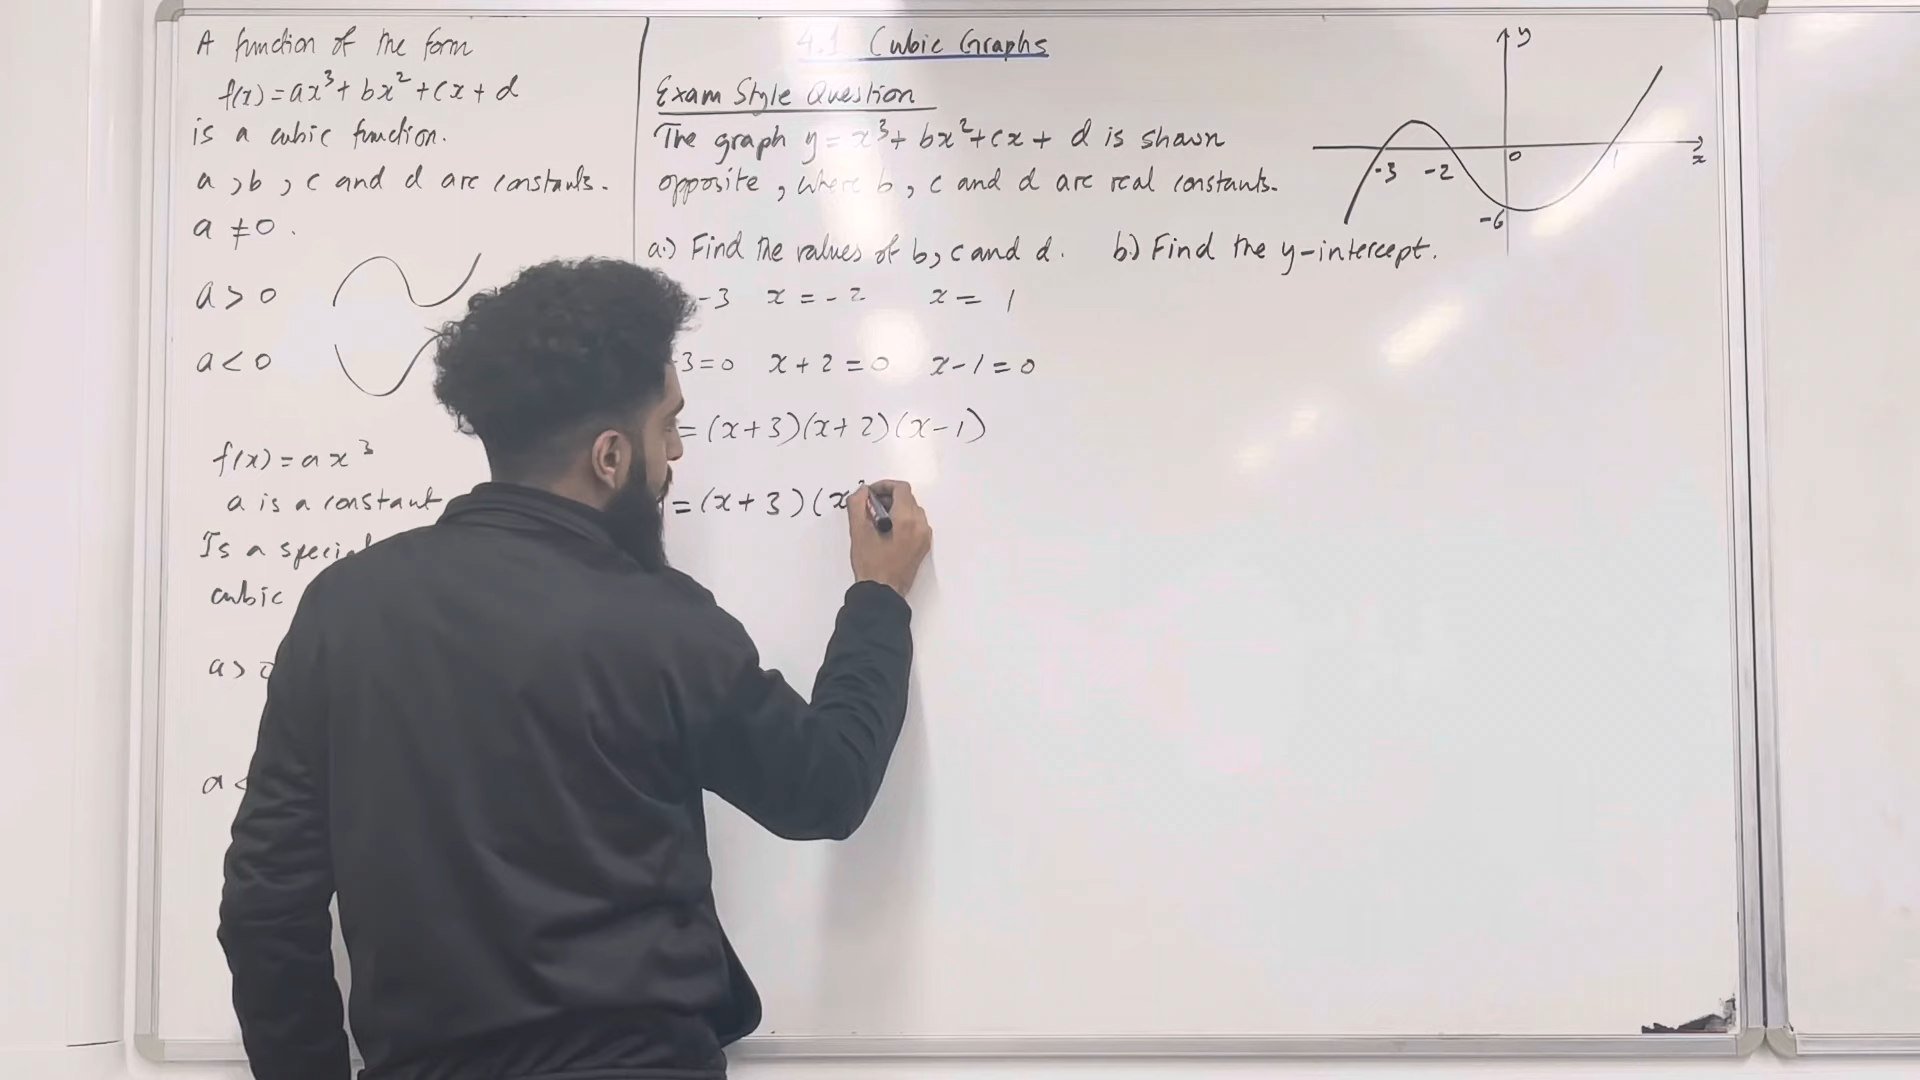 A function of the form
f(x) = ax³ + bx² + cx + d
is a cubic function.
a, b, c and d are constants.
a ≠ 0.
a > 0
a < 0
f(x) = ax³
a is a constant
Is a special
cubic
a >
a <
4.1 Cubic Graphs
Exam Style Question
The graph y = x³ + bx² + cx + d is shown
opposite, where b, c and d are real constants.
a.) Find the values of b, c and d. b.) Find the y-intercept.
-3 x = -2 x = 1
3 = 0 x + 2 = 0 x - 1 = 0
= (x + 3)(x + 2)(x - 1)
= (x + 3)(x
y
-3 -2 0 1 x
-6